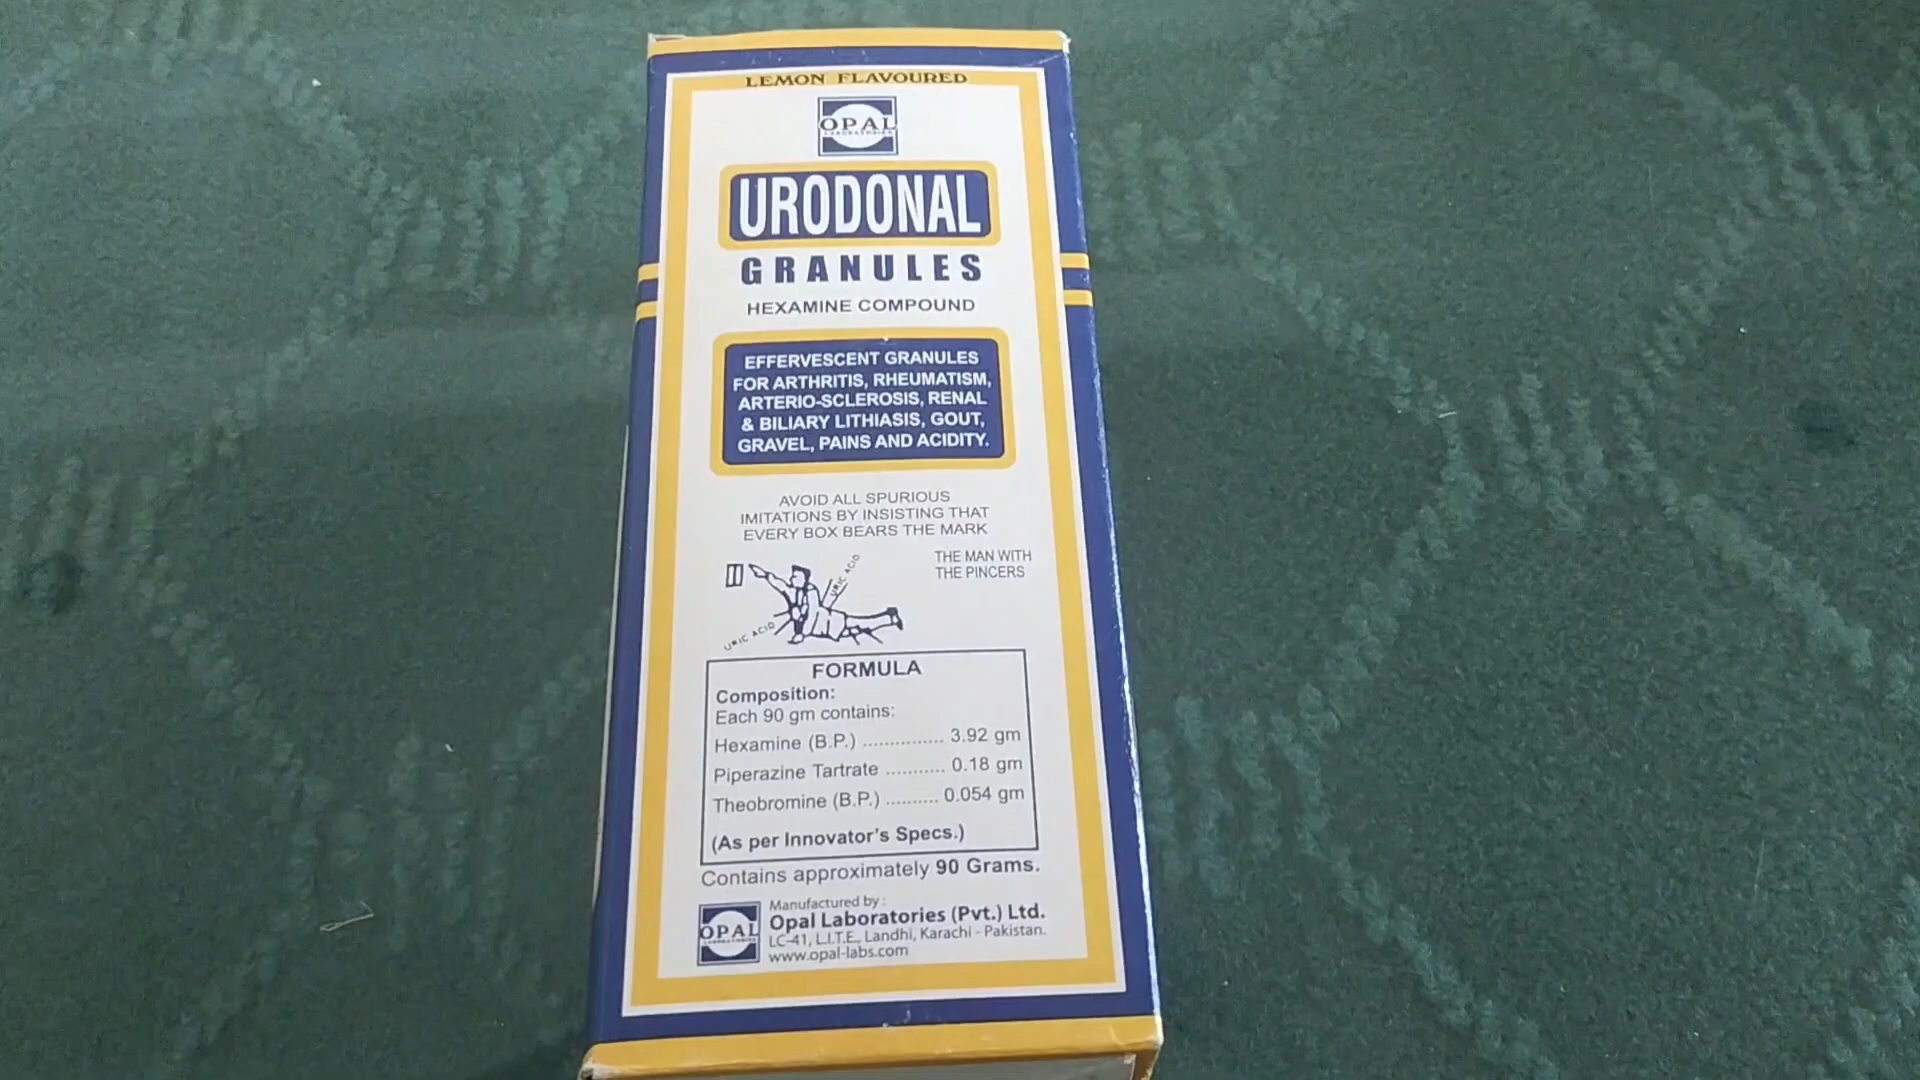 LEMON FLAVOURED
OPAL
LABORATORIES
URODONAL
GRANULES
HEXAMINE COMPOUND
EFFERVESCENT GRANULES
FOR ARTHRITIS, RHEUMATISM,
ARTERIO-SCLEROSIS, RENAL
& BILIARY LITHIASIS, GOUT,
GRAVEL, PAINS AND ACIDITY.
AVOID ALL SPURIOUS
IMITATIONS BY INSISTING THAT
EVERY BOX BEARS THE MARK
THE MAN WITH
THE PINCERS
URIC ACID
URIC ACID
FORMULA
Composition:
Each 90 gm contains:
Hexamine (B.P.) ............... 3.92 gm
Piperazine Tartrate ........... 0.18 gm
Theobromine (B.P.) .......... 0.054 gm
(As per Innovator's Specs.)
Contains approximately 90 Grams.
OPAL
LABORATORIES
Manufactured by :
Opal Laboratories (Pvt.) Ltd.
LC-41, L.I.T.E., Landhi, Karachi - Pakistan.
www.opal-labs.com